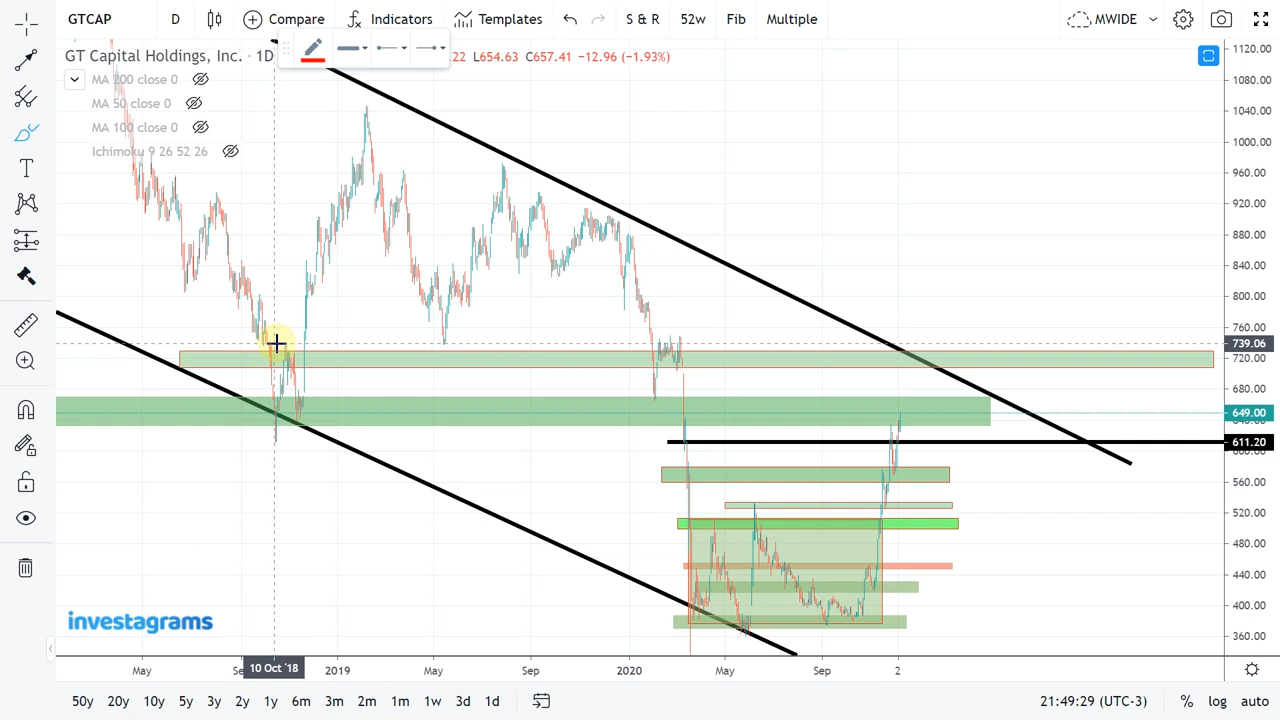 GTCAP D Compare Indicators Templates S & R 52w Fib Multiple MWIDE
GT Capital Holdings, Inc. · 1D .22 L654.63 C657.41 −12.96 (−1.93%)
MA 200 close 0
MA 50 close 0
MA 100 close 0
Ichimoku 9 26 52 26
1120.00
1080.00
1040.00
1000.00
960.00
920.00
880.00
840.00
800.00
760.00
739.06
720.00
680.00
649.00
611.20
560.00
520.00
480.00
440.00
400.00
360.00
investagrams
May 10 Oct '18 2019 May Sep 2020 May Sep 2
50y 20y 10y 5y 3y 2y 1y 6m 3m 2m 1m 1w 3d 1d 21:49:29 (UTC-3) % log auto